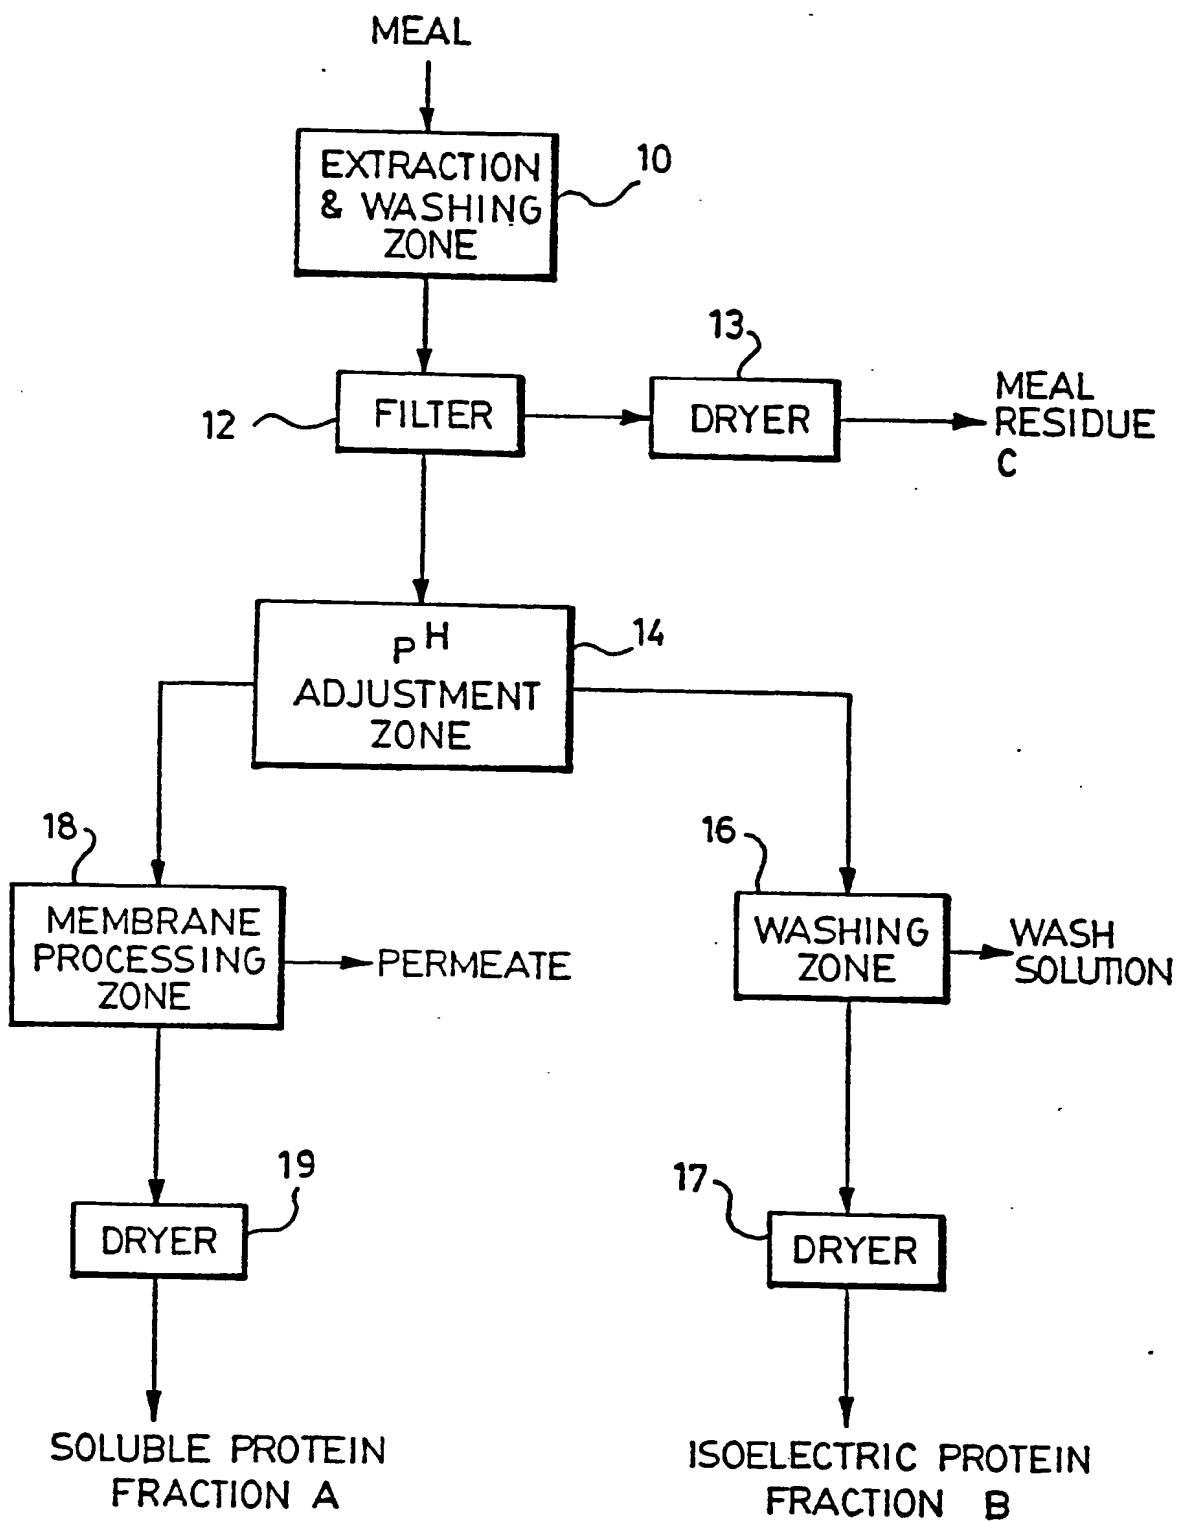 MEAL
EXTRACTION
& WASHING
ZONE
10
13
12
FILTER
DRYER
MEAL
RESIDUE
C
PH
ADJUSTMENT
ZONE
14
18
16
MEMBRANE
PROCESSING
ZONE
PERMEATE
WASHING
ZONE
WASH
SOLUTION
19
17
DRYER
DRYER
SOLUBLE PROTEIN
FRACTION A
ISOELECTRIC PROTEIN
FRACTION B